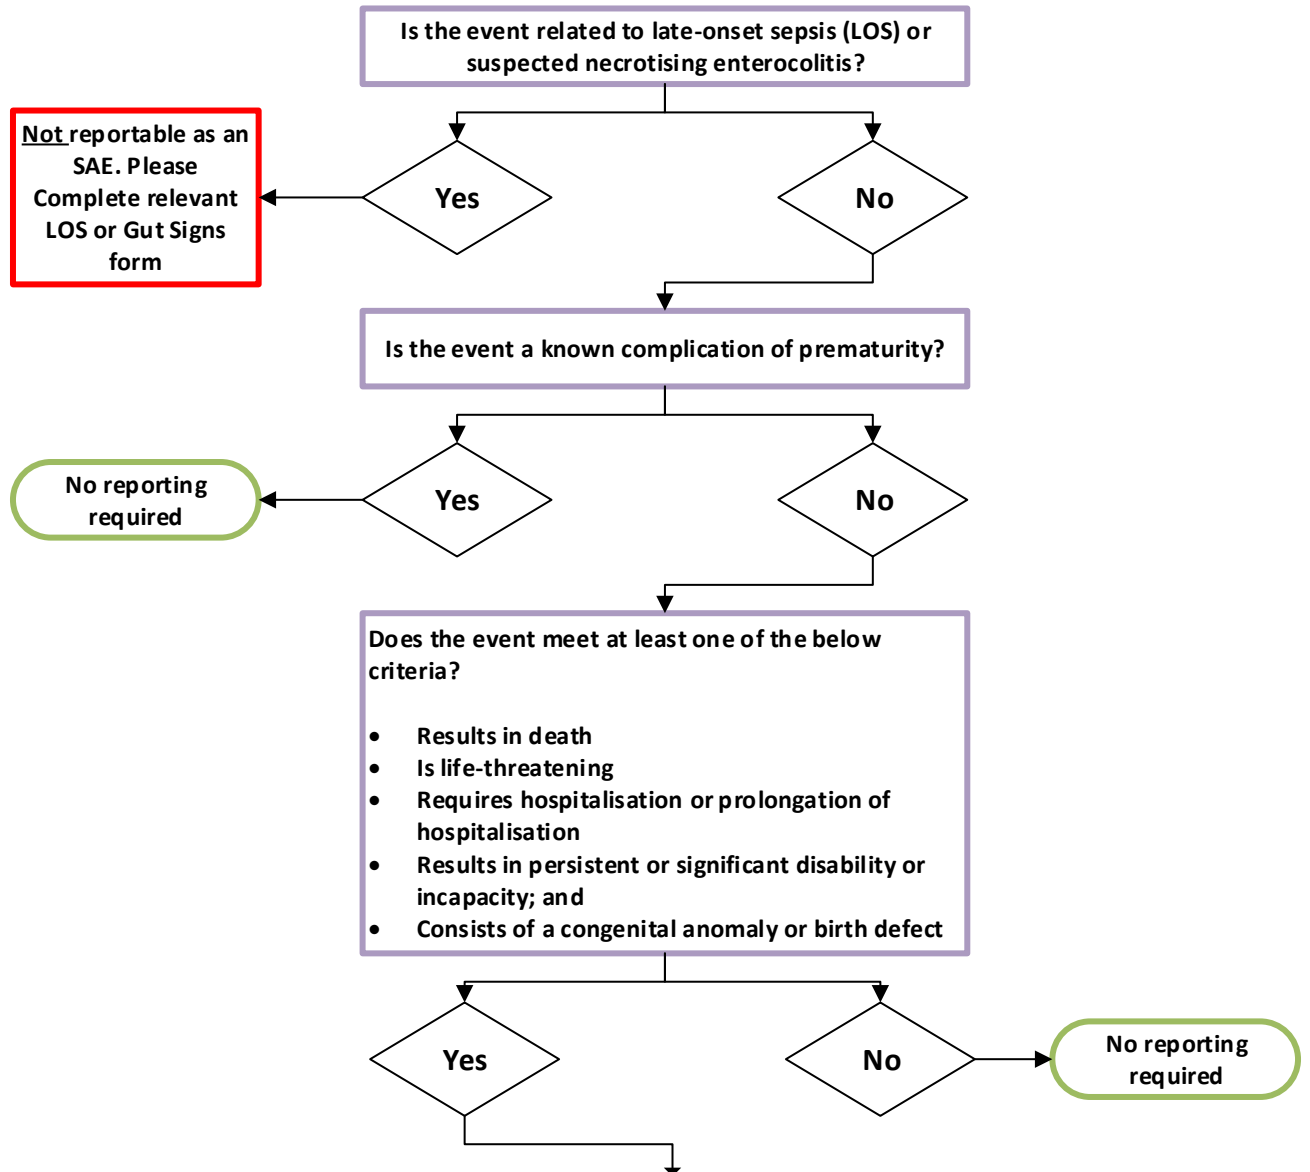 Is the event related to late-onset sepsis (LOS) or
suspected necrotising enterocolitis?
Not reportable as an
SAE. Please
Complete relevant
LOS or Gut Signs
form
Yes
No
Is the event a known complication of prematurity?
No reporting
required
Yes
No
Does the event meet at least one of the below
criteria?
• Results in death
• Is life-threatening
• Requires hospitalisation or prolongation of
hospitalisation
• Results in persistent or significant disability or
incapacity; and
• Consists of a congenital anomaly or birth defect
Yes
No
No reporting
required